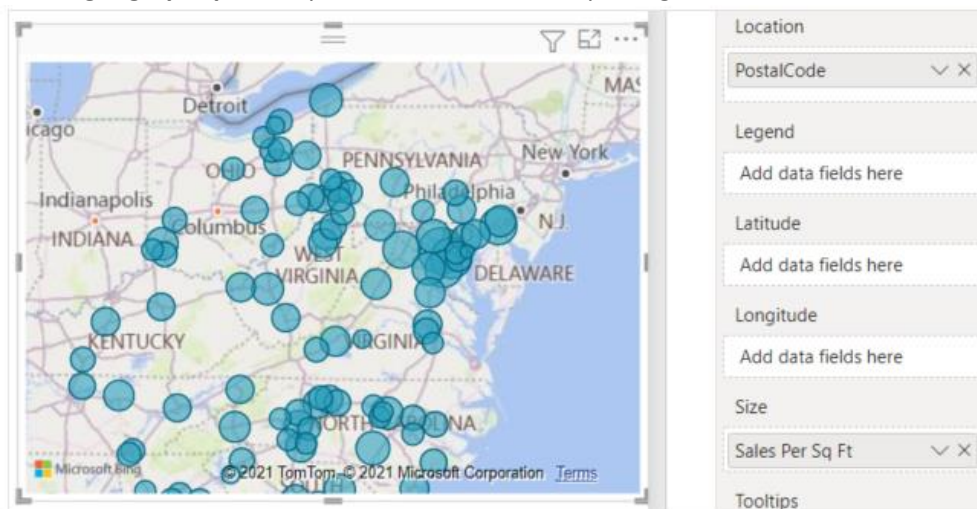 Detroit
icago
MAS
OHIO
PENNSYLVANIA
New York
Indianapolis
Philadelphia
INDIANA
Columbus
N.J.
WEST
VIRGINIA
DELAWARE
KENTUCKY
VIRGINIA
NORTH CAROLINA
Microsoft Bing
© 2021 TomTom, © 2021 Microsoft Corporation Terms
SOUTH
Location
PostalCode
Legend
Add data fields here
Latitude
Add data fields here
Longitude
Add data fields here
Size
Sales Per Sq Ft
Tooltips